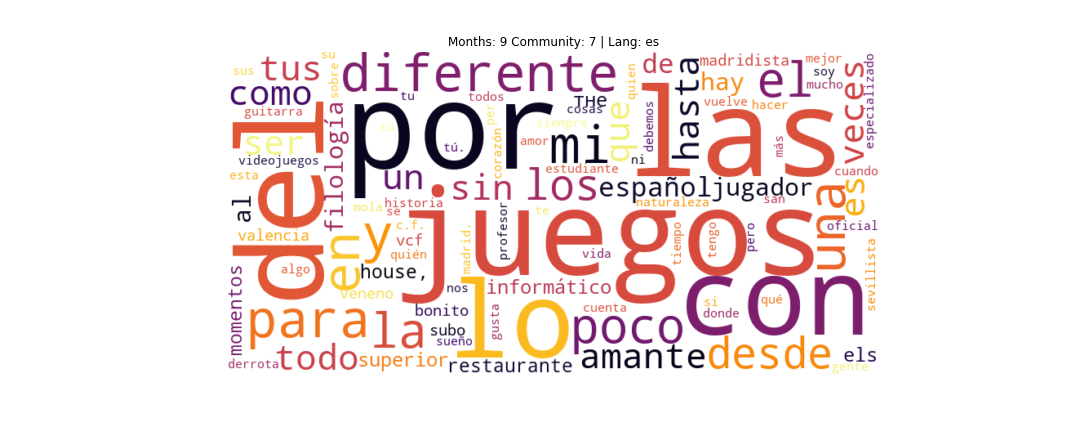 Months: 9 Community: 7 | Lang: es
su
sus
tus
sobre
diferente
quien
de
madridista
mejor
soy
especializado
como
tu
todos
THE
cosas
hay
el
mucho
guitarra
por
per
que
debemos
hasta
vuelve
hacer
veces
ser
filología
tú
siempre
mi
las
más
del
videojuegos
tú.
corazón
amor
ni
cuando
esta
un
sin
los
estudiante
español
jugador
una
es
al
mola
historia
se
te
naturaleza
san
valencia
en
y
c.f.
juegos
profesor
tiempo
tengo
pero
oficial
quién
vcf
madrid.
vida
algo
house,
sevillista
momentos
veneno
nos
informático
con
si
qué
para
la
bonito
lo
gusta
cuenta
donde
poco
subo
sueño
derrota
todo
superior
restaurante
amante
desde
els
gente